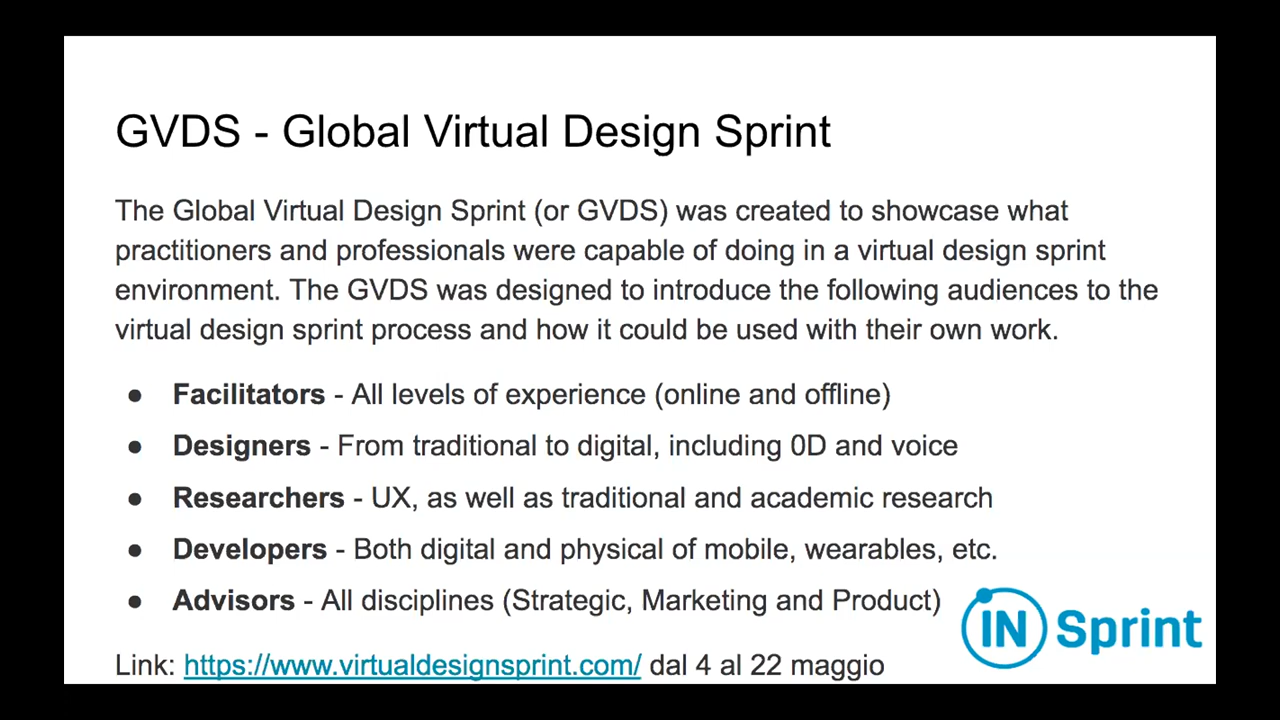 GVDS - Global Virtual Design Sprint
The Global Virtual Design Sprint (or GVDS) was created to showcase what
practitioners and professionals were capable of doing in a virtual design sprint
environment. The GVDS was designed to introduce the following audiences to the
virtual design sprint process and how it could be used with their own work.
● Facilitators - All levels of experience (online and offline)
● Designers - From traditional to digital, including 0D and voice
● Researchers - UX, as well as traditional and academic research
● Developers - Both digital and physical of mobile, wearables, etc.
● Advisors - All disciplines (Strategic, Marketing and Product)
IN Sprint
Link: https://www.virtualdesignsprint.com/ dal 4 al 22 maggio